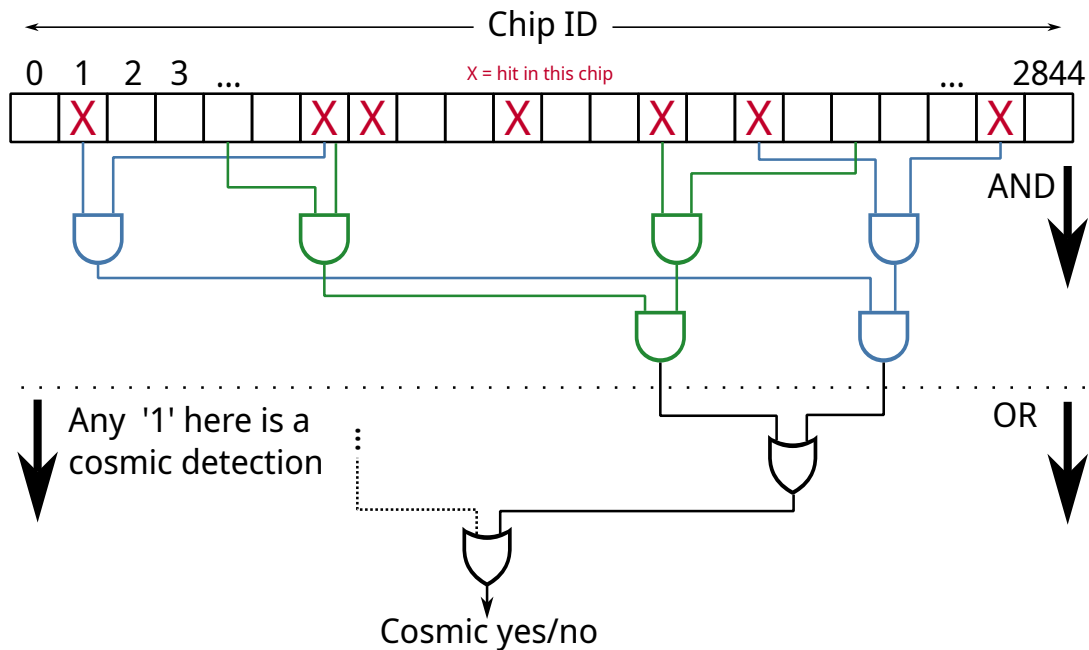 Chip ID
0 1 2 3 ... X = hit in this chip ... 2844
X X X X X X X
AND
Any '1' here is a
cosmic detection
OR
Cosmic yes/no